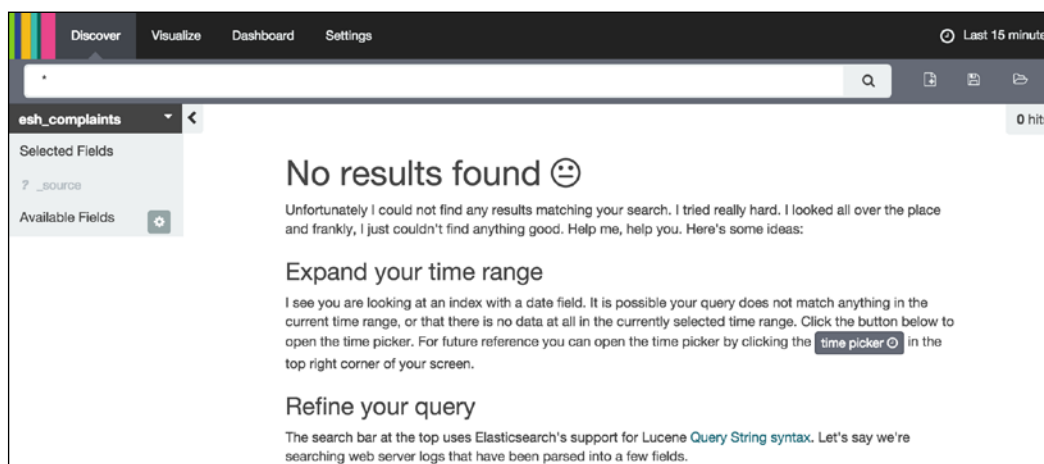 Discover Visualize Dashboard Settings Last 15 minute
*
esh_complaints 0 hits
Selected Fields
? _source
Available Fields
No results found
Unfortunately I could not find any results matching your search. I tried really hard. I looked all over the place
and frankly, I just couldn't find anything good. Help me, help you. Here's some ideas:
Expand your time range
I see you are looking at an index with a date field. It is possible your query does not match anything in the
current time range, or that there is no data at all in the currently selected time range. Click the button below to
open the time picker. For future reference you can open the time picker by clicking the time picker in the
top right corner of your screen.
Refine your query
The search bar at the top uses Elasticsearch's support for Lucene Query String syntax. Let's say we're
searching web server logs that have been parsed into a few fields.